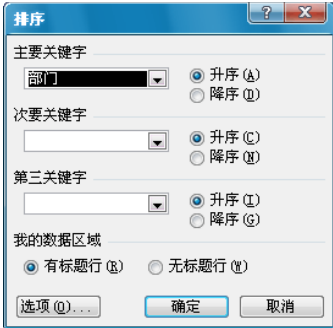 排序
主要关键字
部门
升序(A)
降序(D)
次要关键字
升序(C)
降序(N)
第三关键字
升序(I)
降序(G)
我的数据区域
有标题行(R) 无标题行(W)
选项(O)... 确定 取消